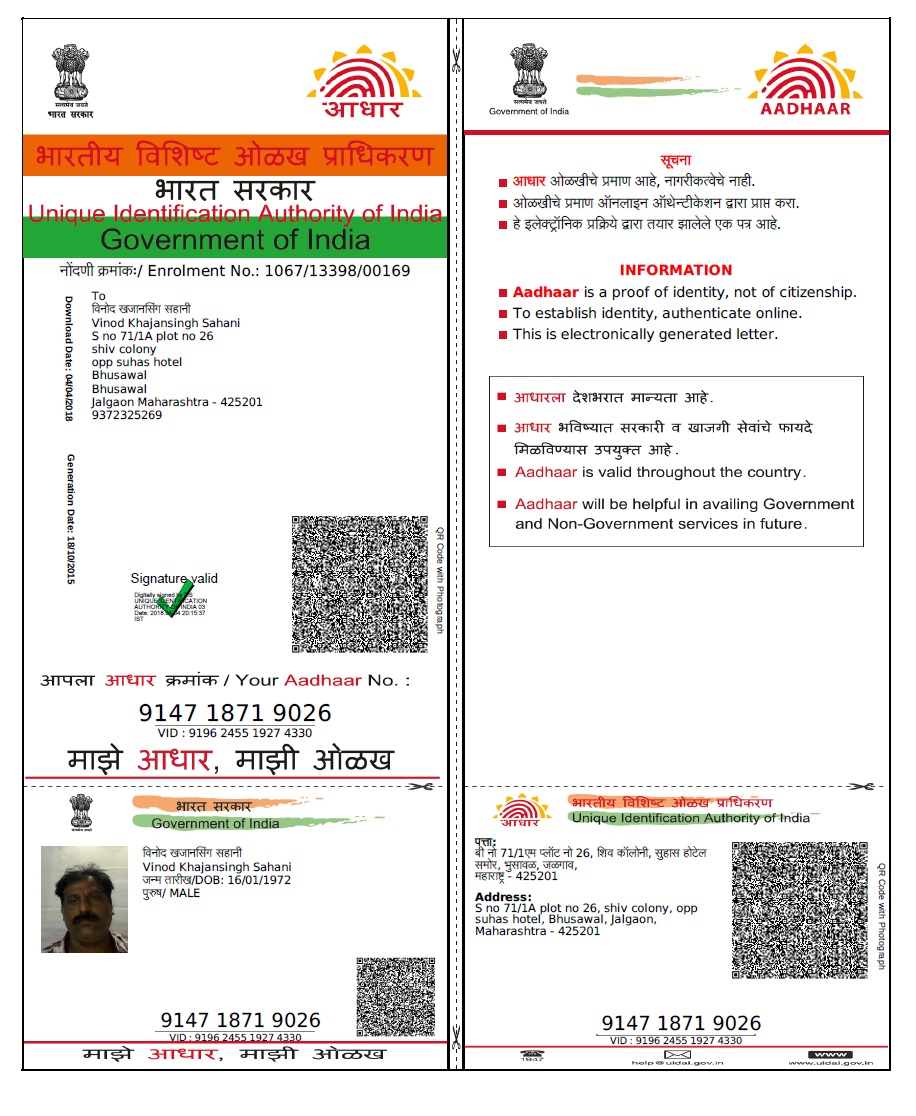 सत्यमेव जयते
भारत सरकार
आधार
भारतीय विशिष्ट ओळख प्राधिकरण
भारत सरकार
Unique Identification Authority of India
Government of India
नोंदणी क्रमांक:/ Enrolment No.: 1067/13398/00169
Download Date: 04/04/2018
Generation Date: 18/10/2015
To
विनोद खजानसिंग सहानी
Vinod Khajansingh Sahani
S no 71/1A plot no 26
shiv colony
opp suhas hotel
Bhusawal
Bhusawal
Jalgaon Maharashtra - 425201
9372325269
Signature valid
Digitally signed by DS
UNIQUE IDENTIFICATION
AUTHORITY OF INDIA 03
20:15:37
IST
QR Code with Photograph
आपला आधार क्रमांक / Your Aadhaar No. :
9147 1871 9026
VID : 9196 2455 1927 4330
माझे आधार, माझी ओळख
भारत सरकार
Government of India
विनोद खजानसिंग सहानी
Vinod Khajansingh Sahani
जन्म तारीख/DOB: 16/01/1972
पुरुष/ MALE
9147 1871 9026
VID : 9196 2455 1927 4330
माझे आधार, माझी ओळख
सत्यमेव जयते
Government of India
AADHAAR
सूचना
आधार ओळखीचे प्रमाण आहे, नागरीकत्वेचे नाही.
ओळखीचे प्रमाण ऑनलाइन ऑथेन्टीकेशन द्वारा प्राप्त करा.
हे इलेक्ट्रॉनिक प्रक्रिये द्वारा तयार झालेले एक पत्र आहे.
INFORMATION
Aadhaar is a proof of identity, not of citizenship.
To establish identity, authenticate online.
This is electronically generated letter.
आधारला देशभरात मान्यता आहे.
आधार भविष्यात सरकारी व खाजगी सेवांचे फायदे
मिळविण्यास उपयुक्त आहे.
Aadhaar is valid throughout the country.
Aadhaar will be helpful in availing Government
and Non-Government services in future.
आधार
भारतीय विशिष्ट ओळख प्राधिकरण
Unique Identification Authority of India
पत्ता:
बी नो 71/1एम प्लॉट नो 26, शिव कॉलोनी, सुहास होटेल
समोर, भुसावळ, जळगाव,
महाराष्ट्र - 425201
Address:
S no 71/1A plot no 26, shiv colony, opp
suhas hotel, Bhusawal, Jalgaon,
Maharashtra - 425201
QR Code with Photograph
9147 1871 9026
VID : 9196 2455 1927 4330
1947
help@uidai.gov.in
www
www.uidai.gov.in